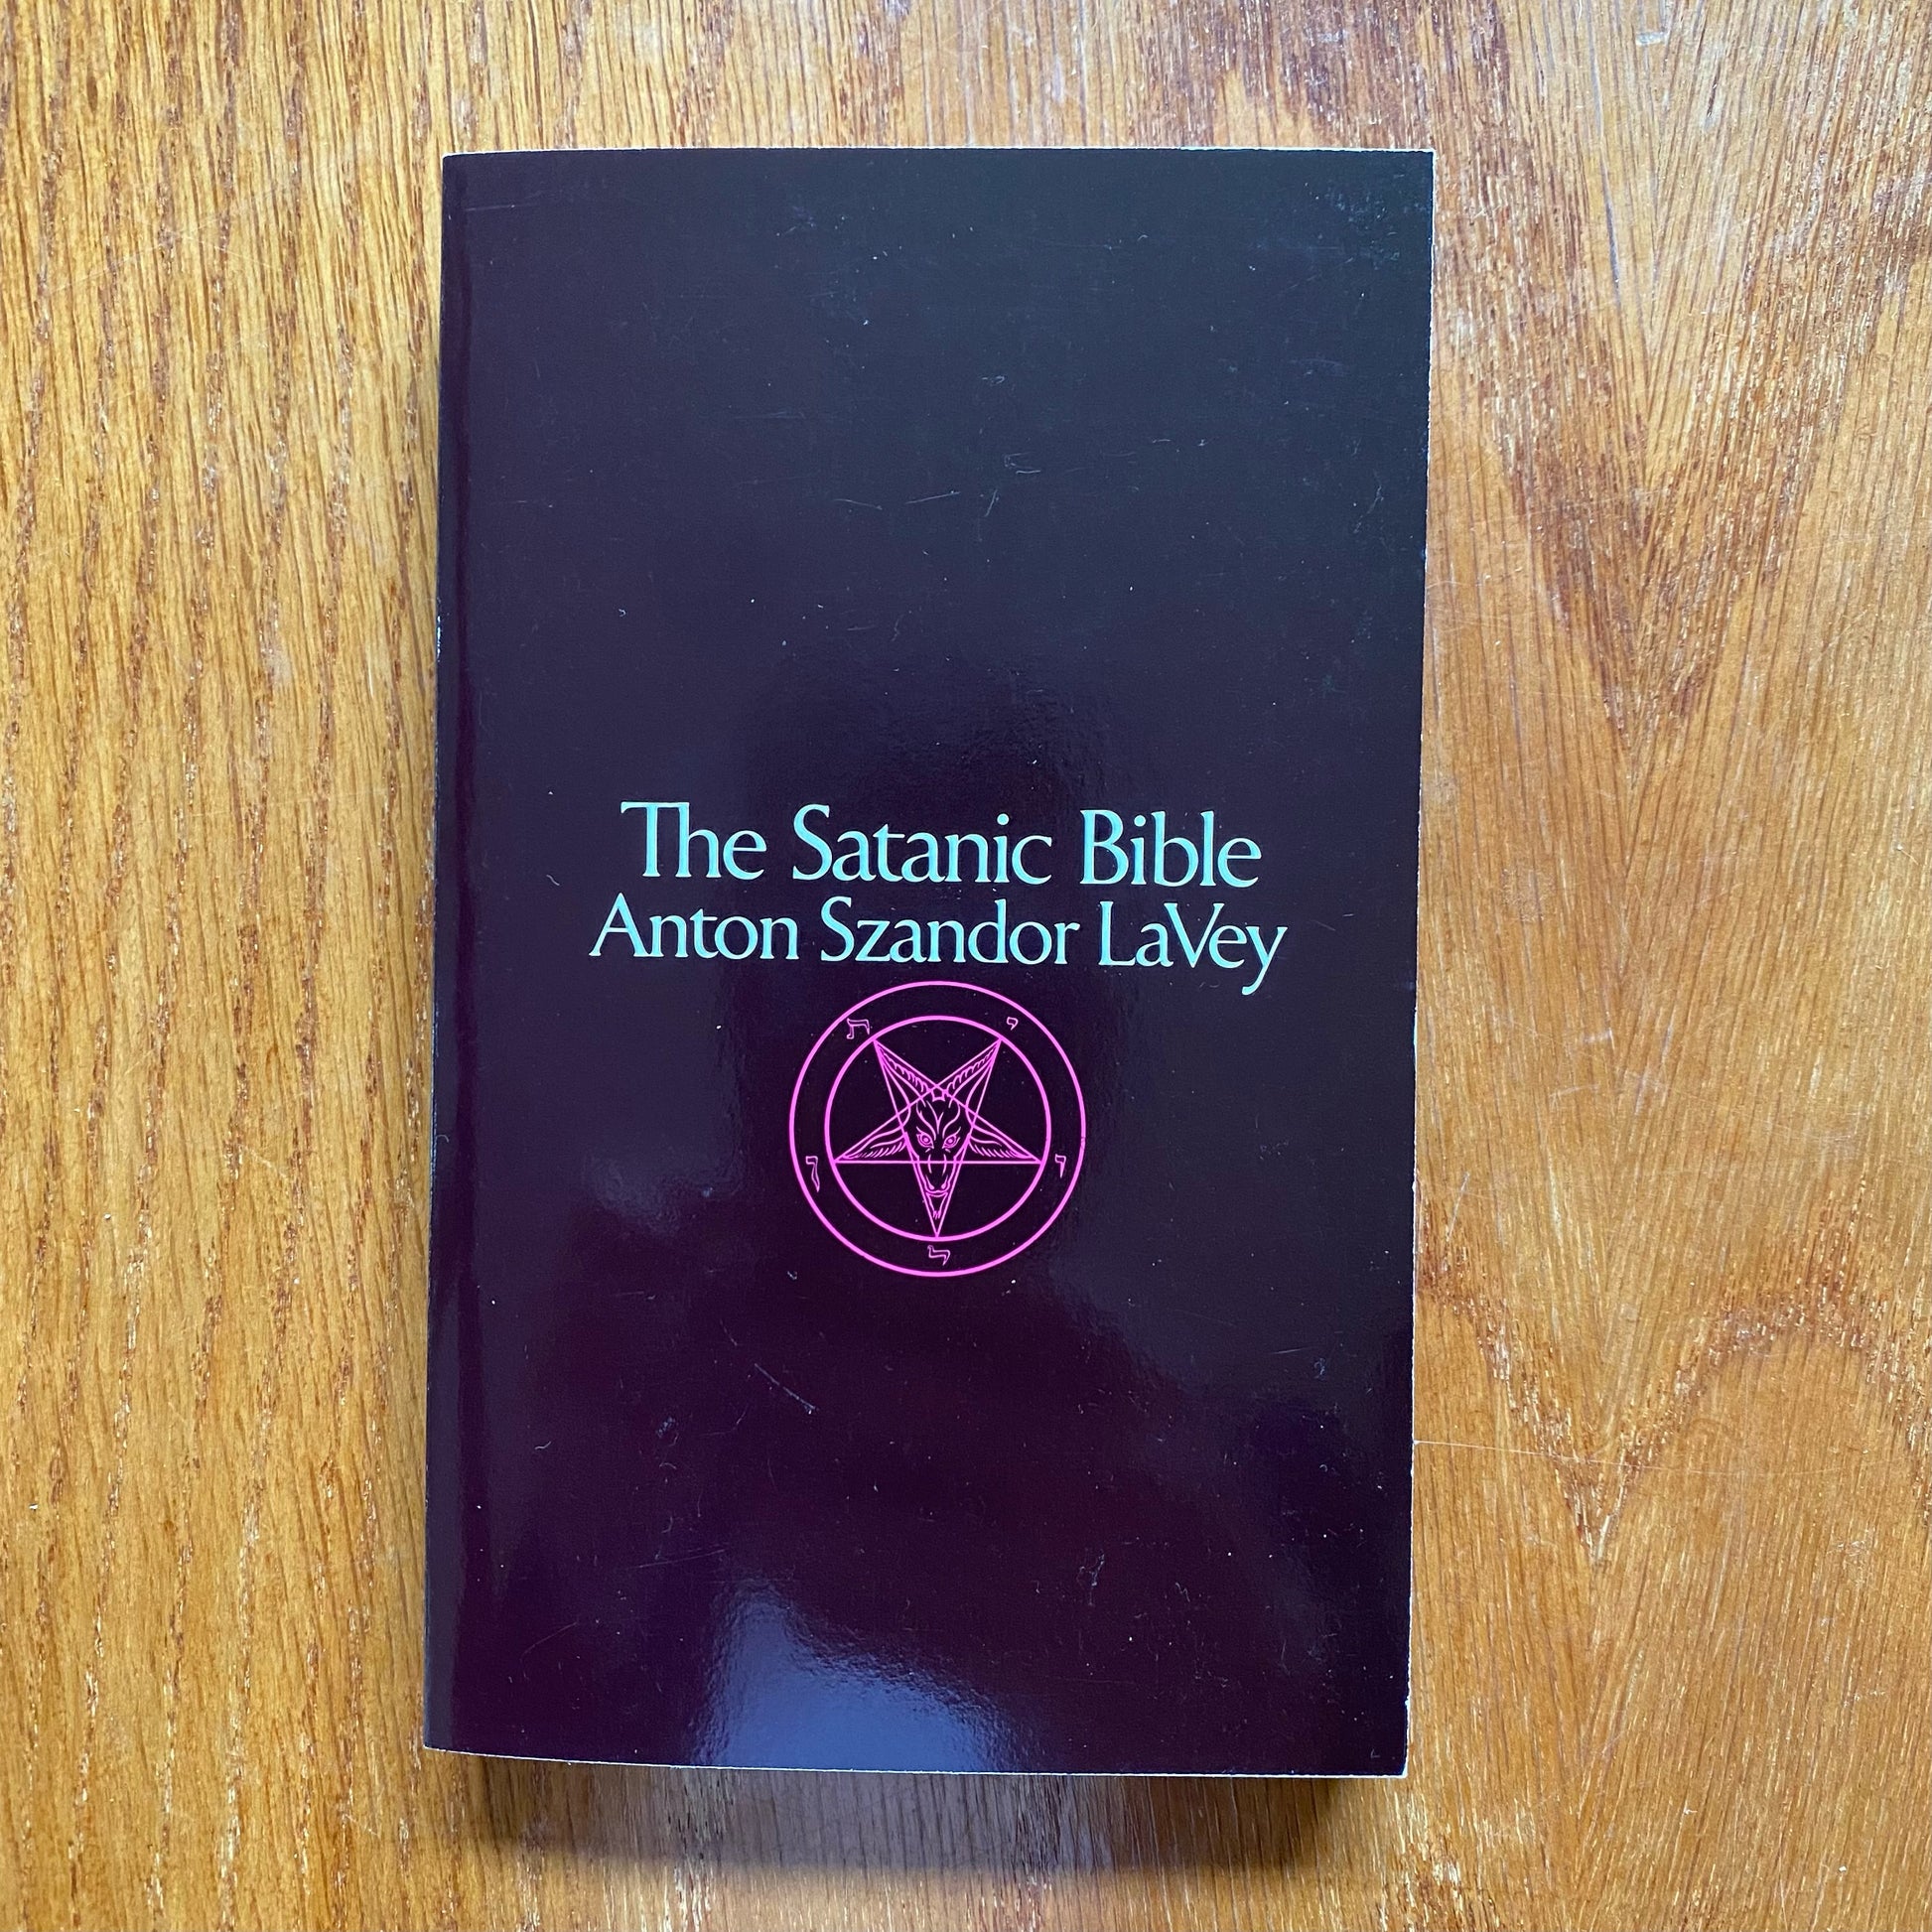 The Satanic Bible
Anton Szandor LaVey
ת
י
ן
ו
ל